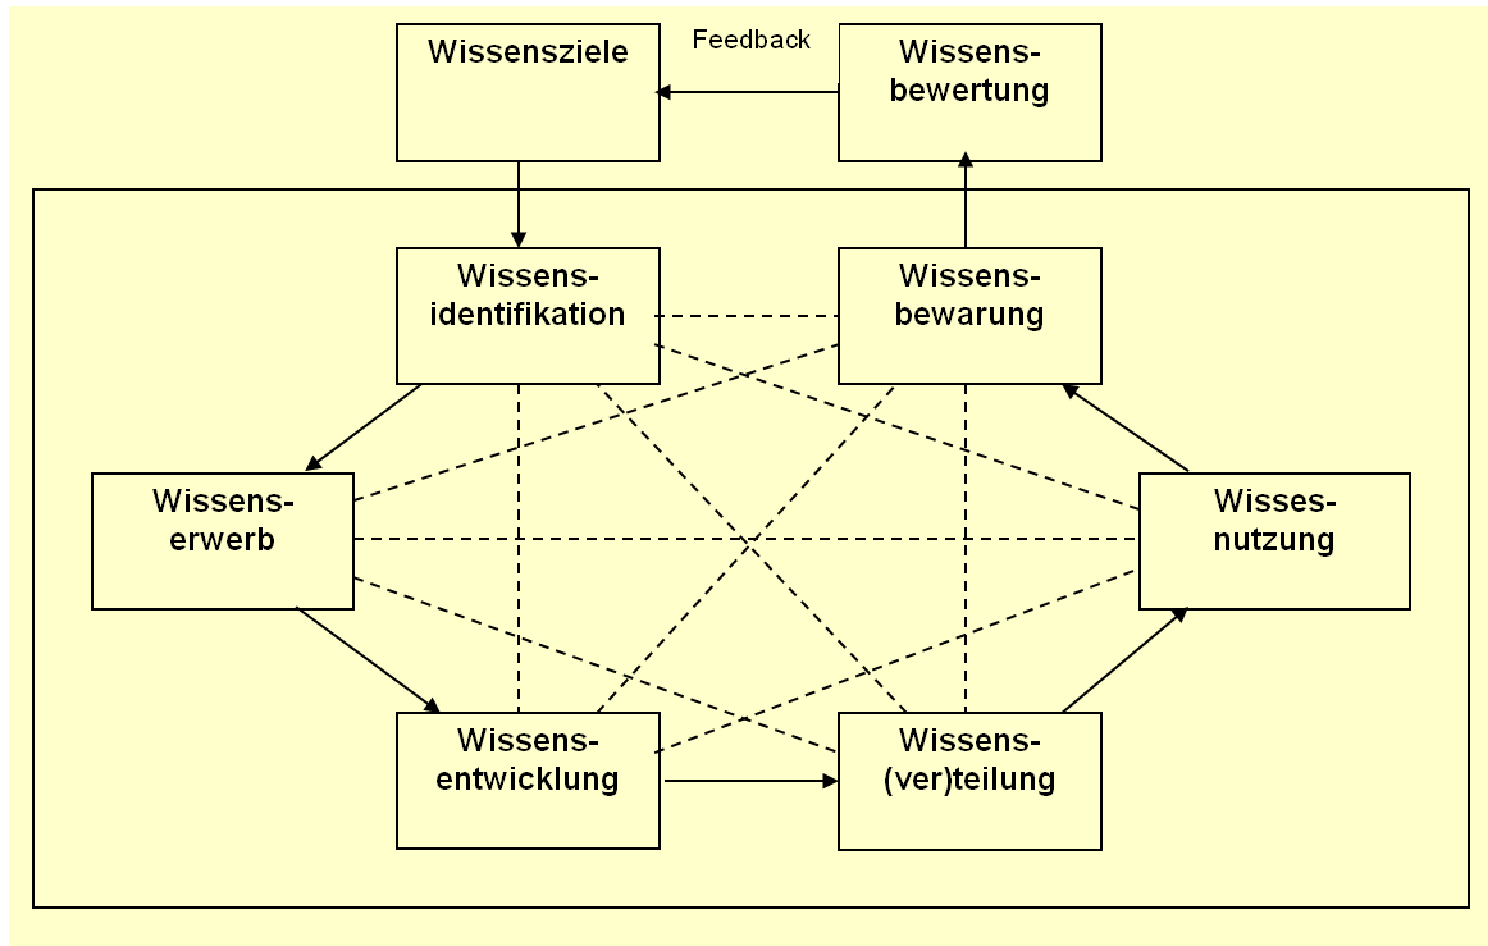 Wissensziele
Feedback
Wissens-
bewertung
Wissens-
identifikation
Wissens-
bewarung
Wissens-
erwerb
Wisses-
nutzung
Wissens-
entwicklung
Wissens-
(ver)teilung